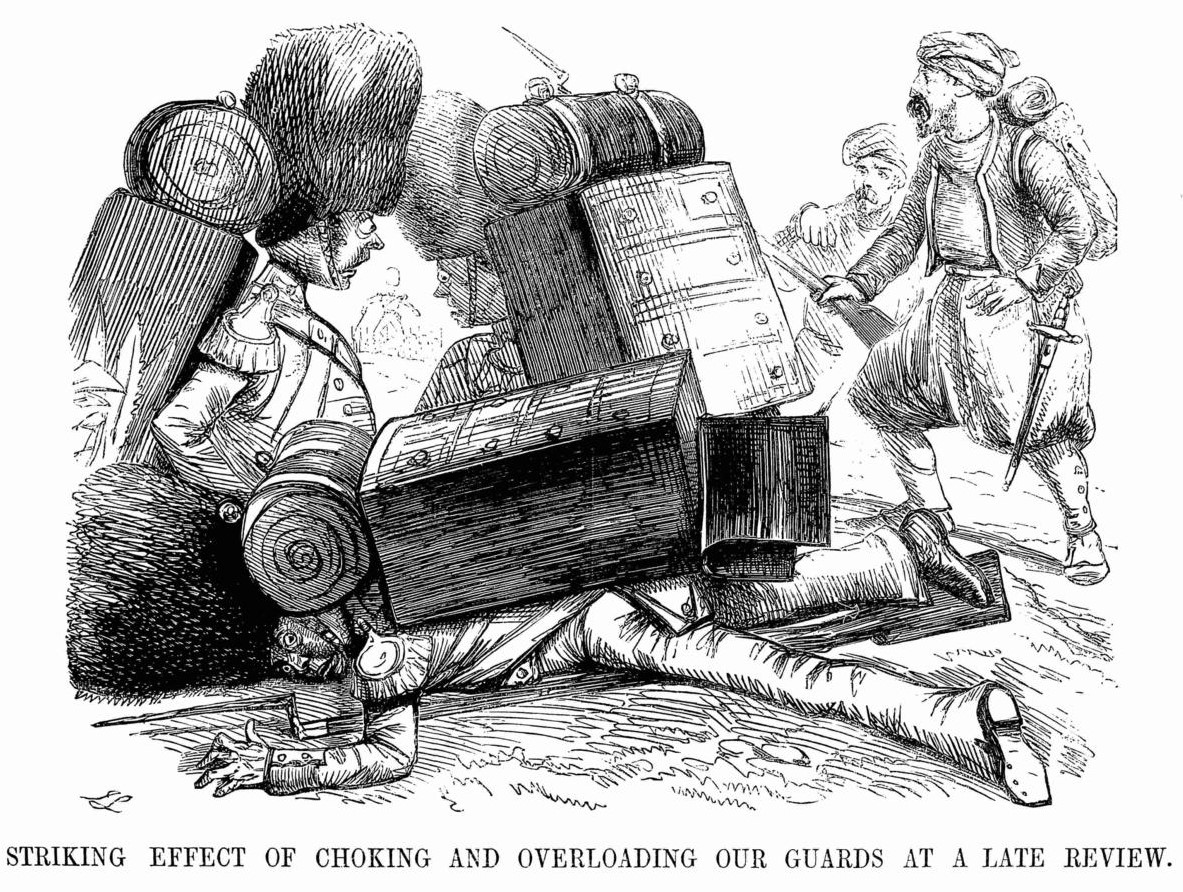 STRIKING EFFECT OF CHOKING AND OVERLOADING OUR GUARDS AT A LATE REVIEW.